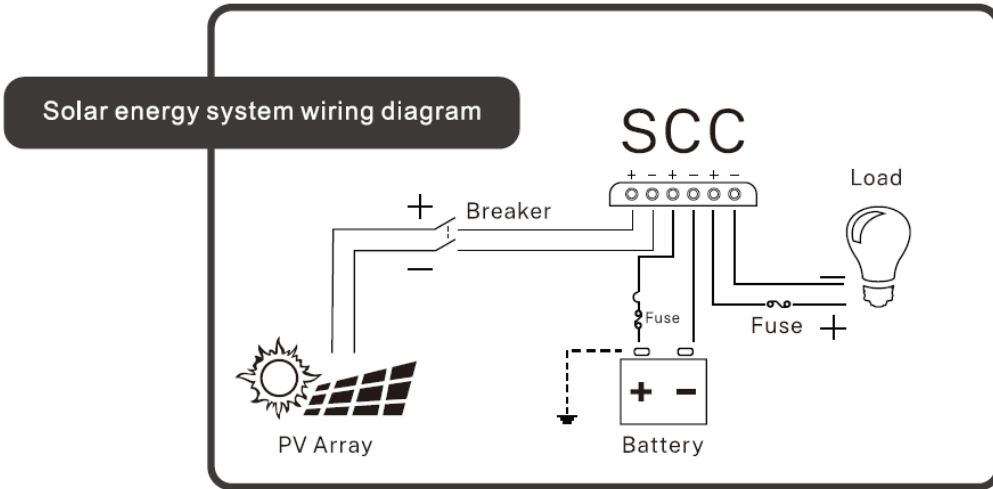 Solar energy system wiring diagram
SCC
+ − + − + −
Load
+ Breaker
−
−
Fuse
Fuse +
+ −
PV Array
Battery